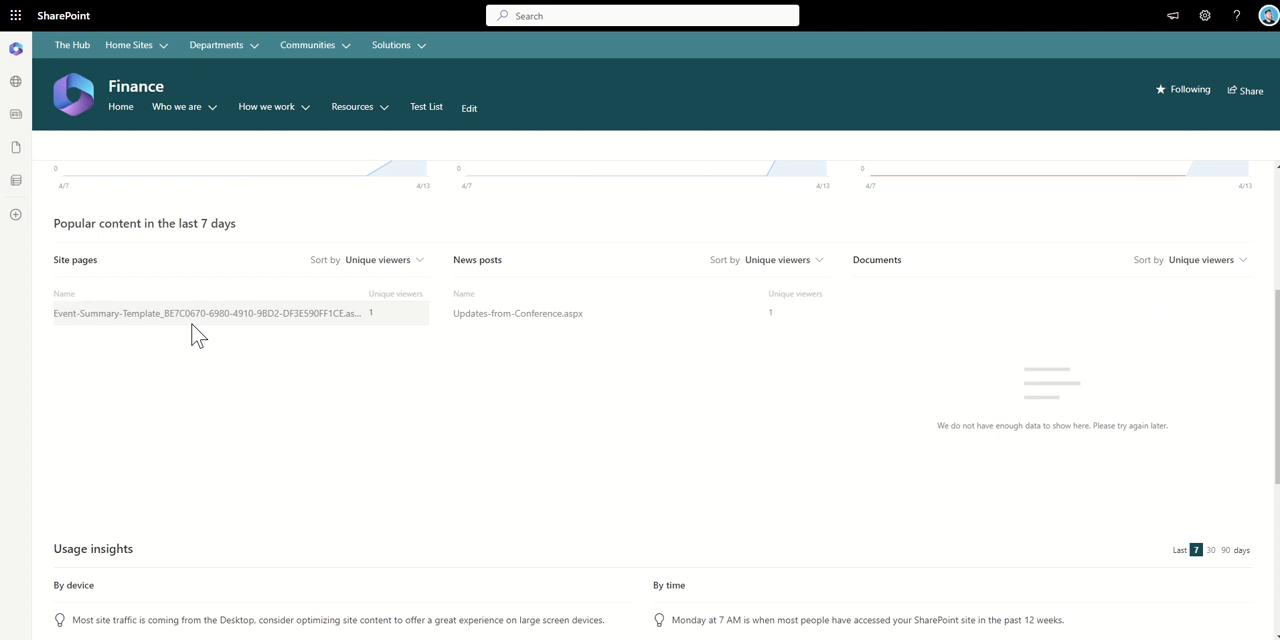 SharePoint
Search
The Hub Home Sites Departments Communities Solutions
Finance
Following Share
Home Who we are How we work Resources Test List Edit
0 0 0
4/7 4/13 4/7 4/13 4/7 4/13
Popular content in the last 7 days
Site pages Sort by Unique viewers News posts Sort by Unique viewers Documents Sort by Unique viewers
Name Unique viewers Name Unique viewers
Event-Summary-Template_BE7C0670-6980-4910-9BD2-DF3E590FF1CE.as... 1 Updates-from-Conference.aspx 1
We do not have enough data to show here. Please try again later.
Usage insights Last 7 30 90 days
By device By time
Most site traffic is coming from the Desktop, consider optimizing site content to offer a great experience on large screen devices. Monday at 7 AM is when most people have accessed your SharePoint site in the past 12 weeks.